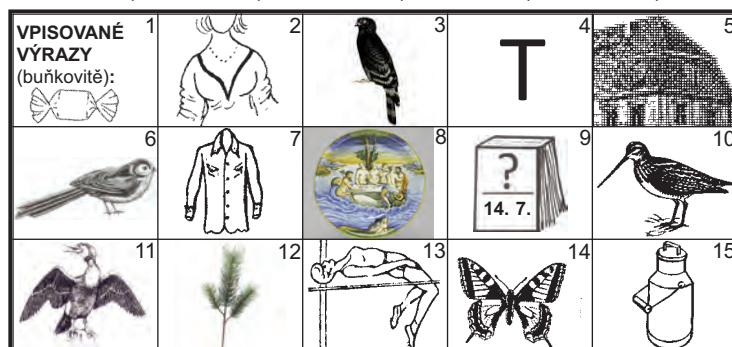 VPISOVANÉ 1 2 3 4 5
VÝRAZY
(buňkovitě):
T
6 7 8 9 10
?
14. 7.
11 12 13 14 15